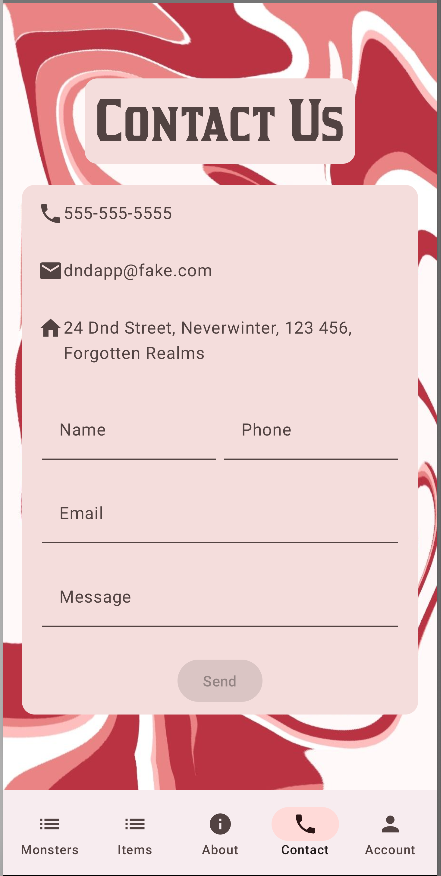 Contact Us
555-555-5555
dndapp@fake.com
24 Dnd Street, Neverwinter, 123 456,
Forgotten Realms
Name
Phone
Email
Message
Send
Monsters
Items
About
Contact
Account